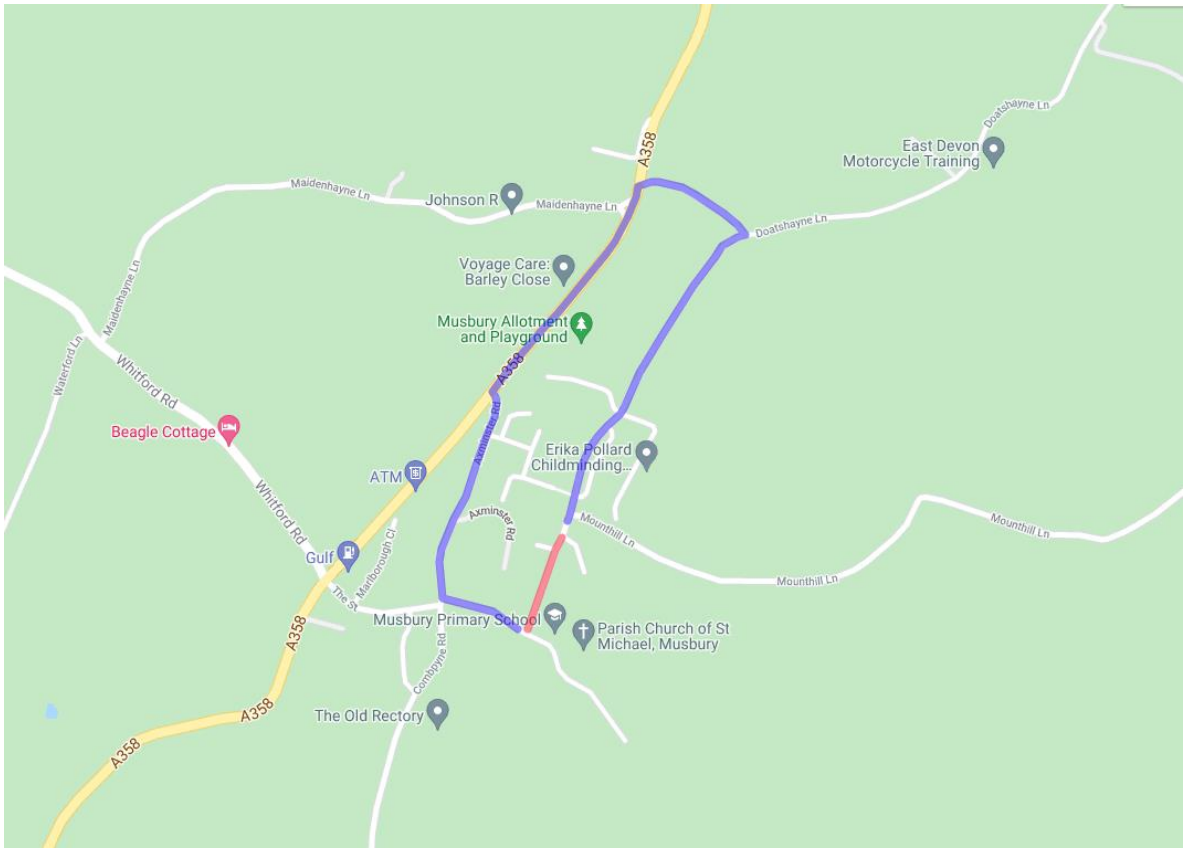 A358
Doatshayne Ln
East Devon
Motorcycle Training
Maidenhayne Ln
Johnson R
Maidenhayne Ln
Doatshayne Ln
Voyage Care:
Barley Close
Maidenhayne Ln
Musbury Allotment
and Playground
Waterford Ln
A358
Whitford Rd
Axminster Rd
Beagle Cottage
Erika Pollard
Childminding...
ATM
Whitford Rd
Axminster Rd
Mounthill Ln
Mounthill Ln
Marlborough Cl
Gulf
Mounthill Ln
The St
Musbury Primary School
A358
Parish Church of St
Michael, Musbury
Combpyne Rd
The Old Rectory
A358
A358